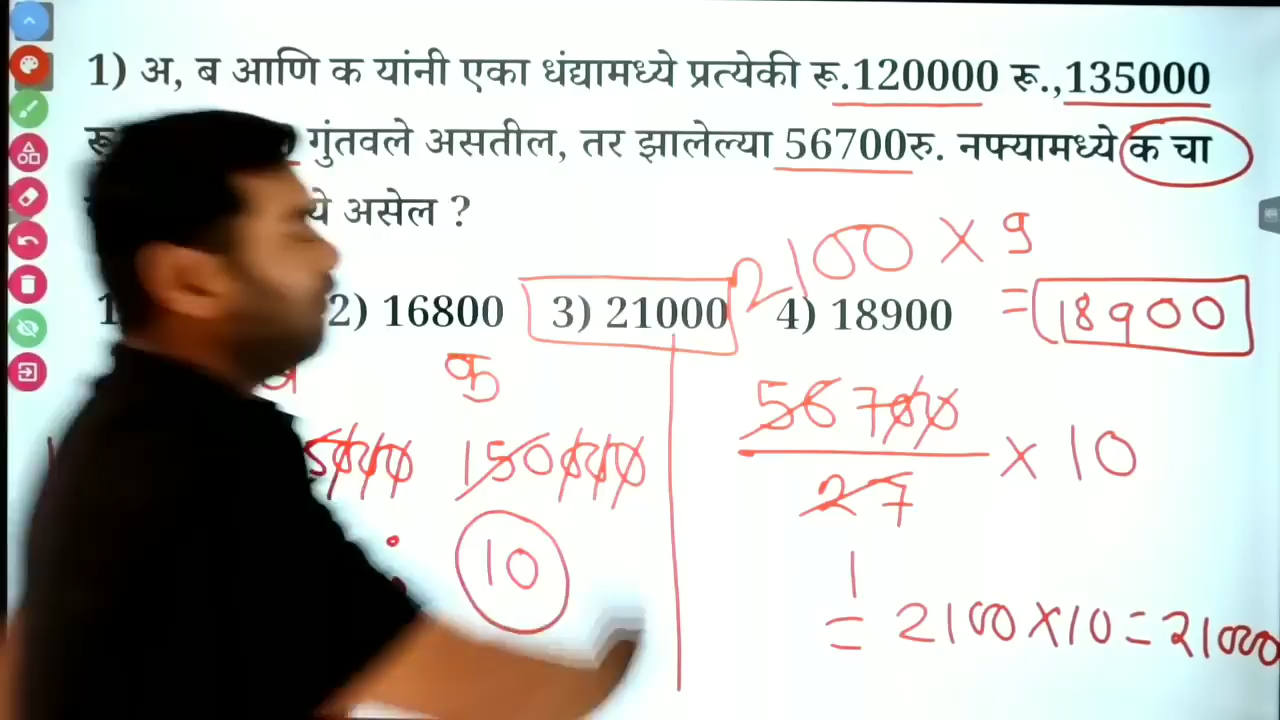 1) अ, ब आणि क यांनी एका धंद्यामध्ये प्रत्येकी रू.120000 रू.,135000
गुंतवले असतील, तर झालेल्या 56700रु. नफ्यामध्ये क चा
असेल ?
2100 × 9
= 18900
2) 16800 3) 21000 4) 18900
क
150000
56700
27
× 10
: 10
1
= 2100×10=21000